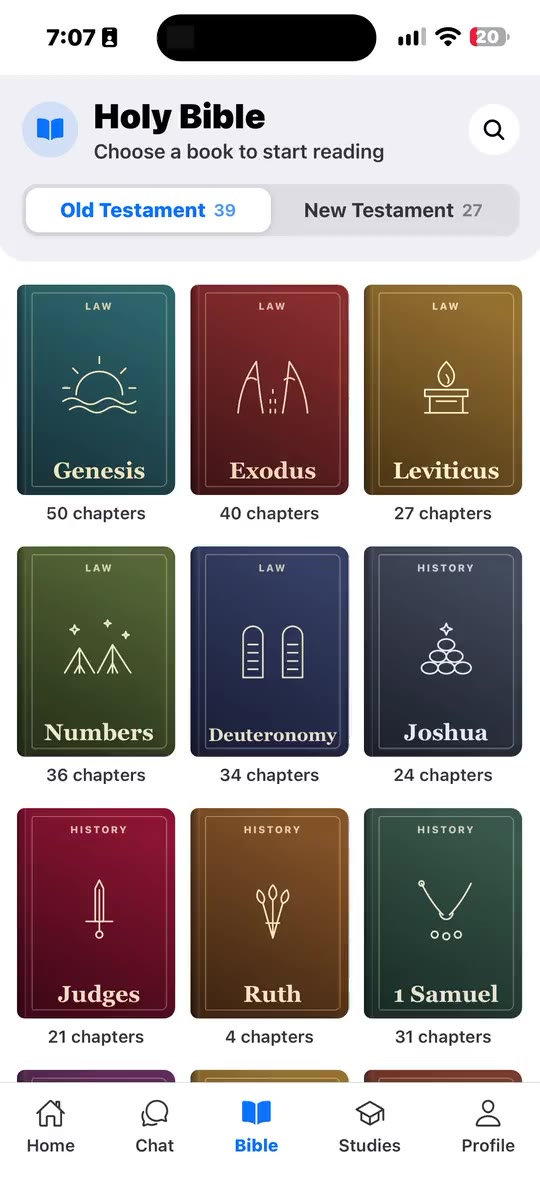 7:07
20
Holy Bible
Choose a book to start reading
Old Testament 39
New Testament 27
LAW
Genesis
50 chapters
LAW
Exodus
40 chapters
LAW
Leviticus
27 chapters
LAW
Numbers
36 chapters
LAW
Deuteronomy
34 chapters
HISTORY
Joshua
24 chapters
HISTORY
Judges
21 chapters
HISTORY
Ruth
4 chapters
HISTORY
1 Samuel
31 chapters
Home
Chat
Bible
Studies
Profile